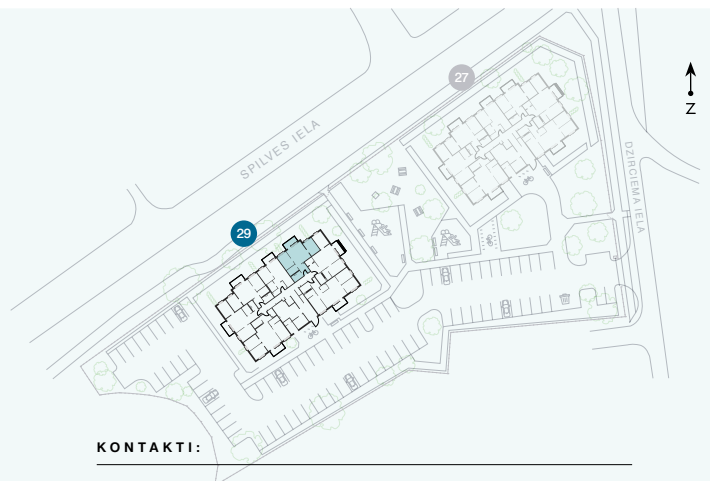 27
Z
SPILVES IELA
DZIRCIEMA IELA
29
KONTAKTI: